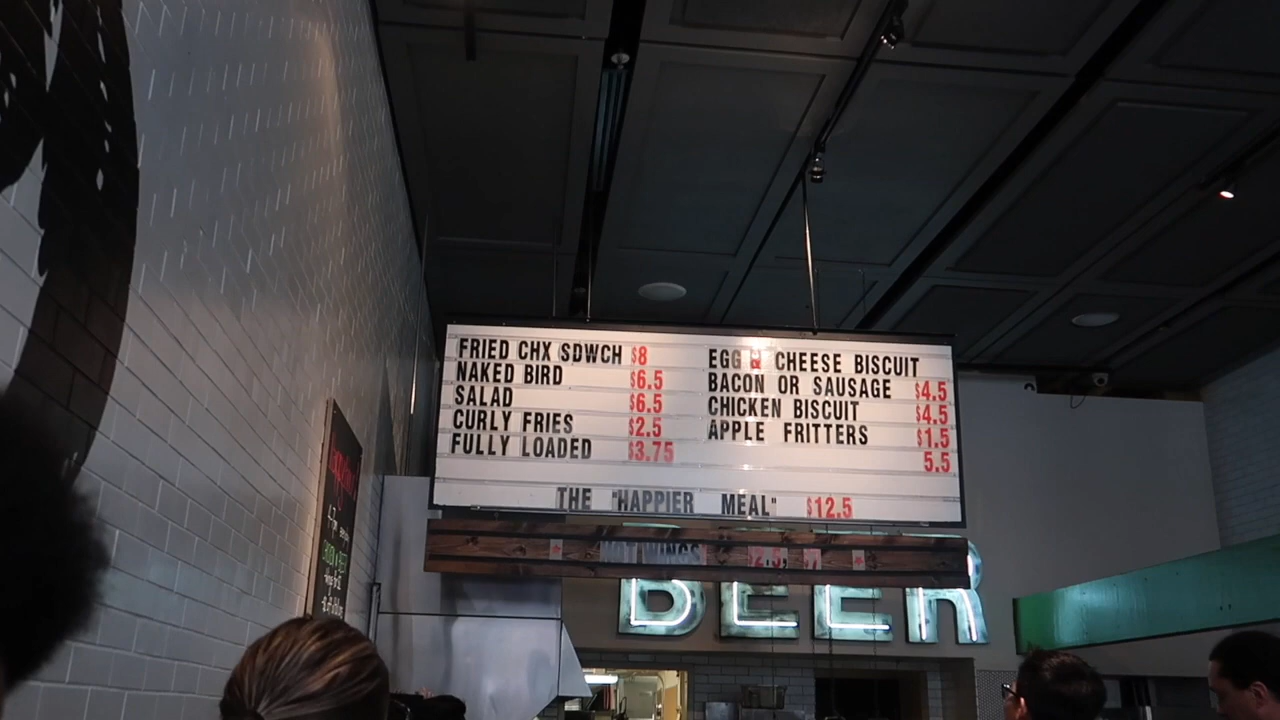 FRIED CHX SDWCH $8
NAKED BIRD $6.5
SALAD $6.5
CURLY FRIES $2.5
FULLY LOADED $3.75
EGG & CHEESE BISCUIT
BACON OR SAUSAGE $4.5
CHICKEN BISCUIT $4.5
APPLE FRITTERS $1.5
5.5
THE "HAPPIER MEAL" $12.5
HOT WINGS
BEER